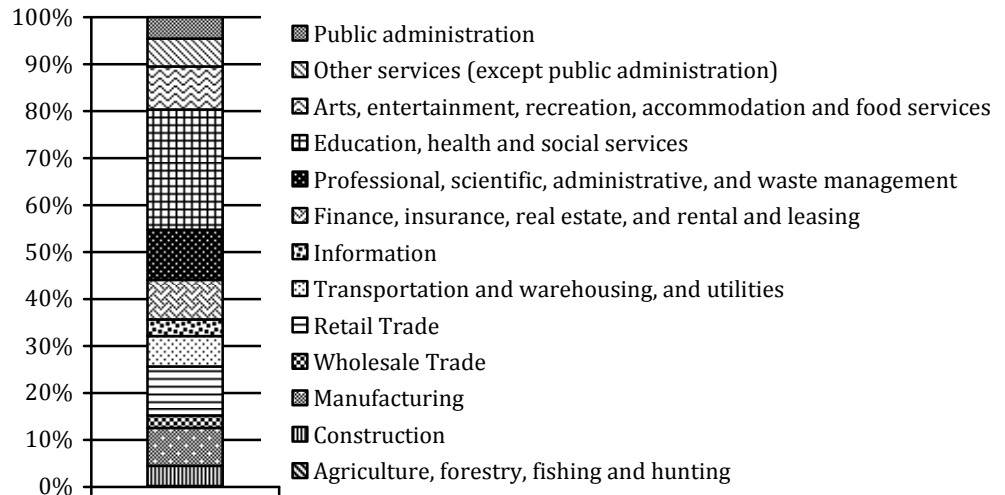 100%
90%
80%
70%
60%
50%
40%
30%
20%
10%
0%
Public administration
Other services (except public administration)
Arts, entertainment, recreation, accommodation and food services
Education, health and social services
Professional, scientific, administrative, and waste management
Finance, insurance, real estate, and rental and leasing
Information
Transportation and warehousing, and utilities
Retail Trade
Wholesale Trade
Manufacturing
Construction
Agriculture, forestry, fishing and hunting